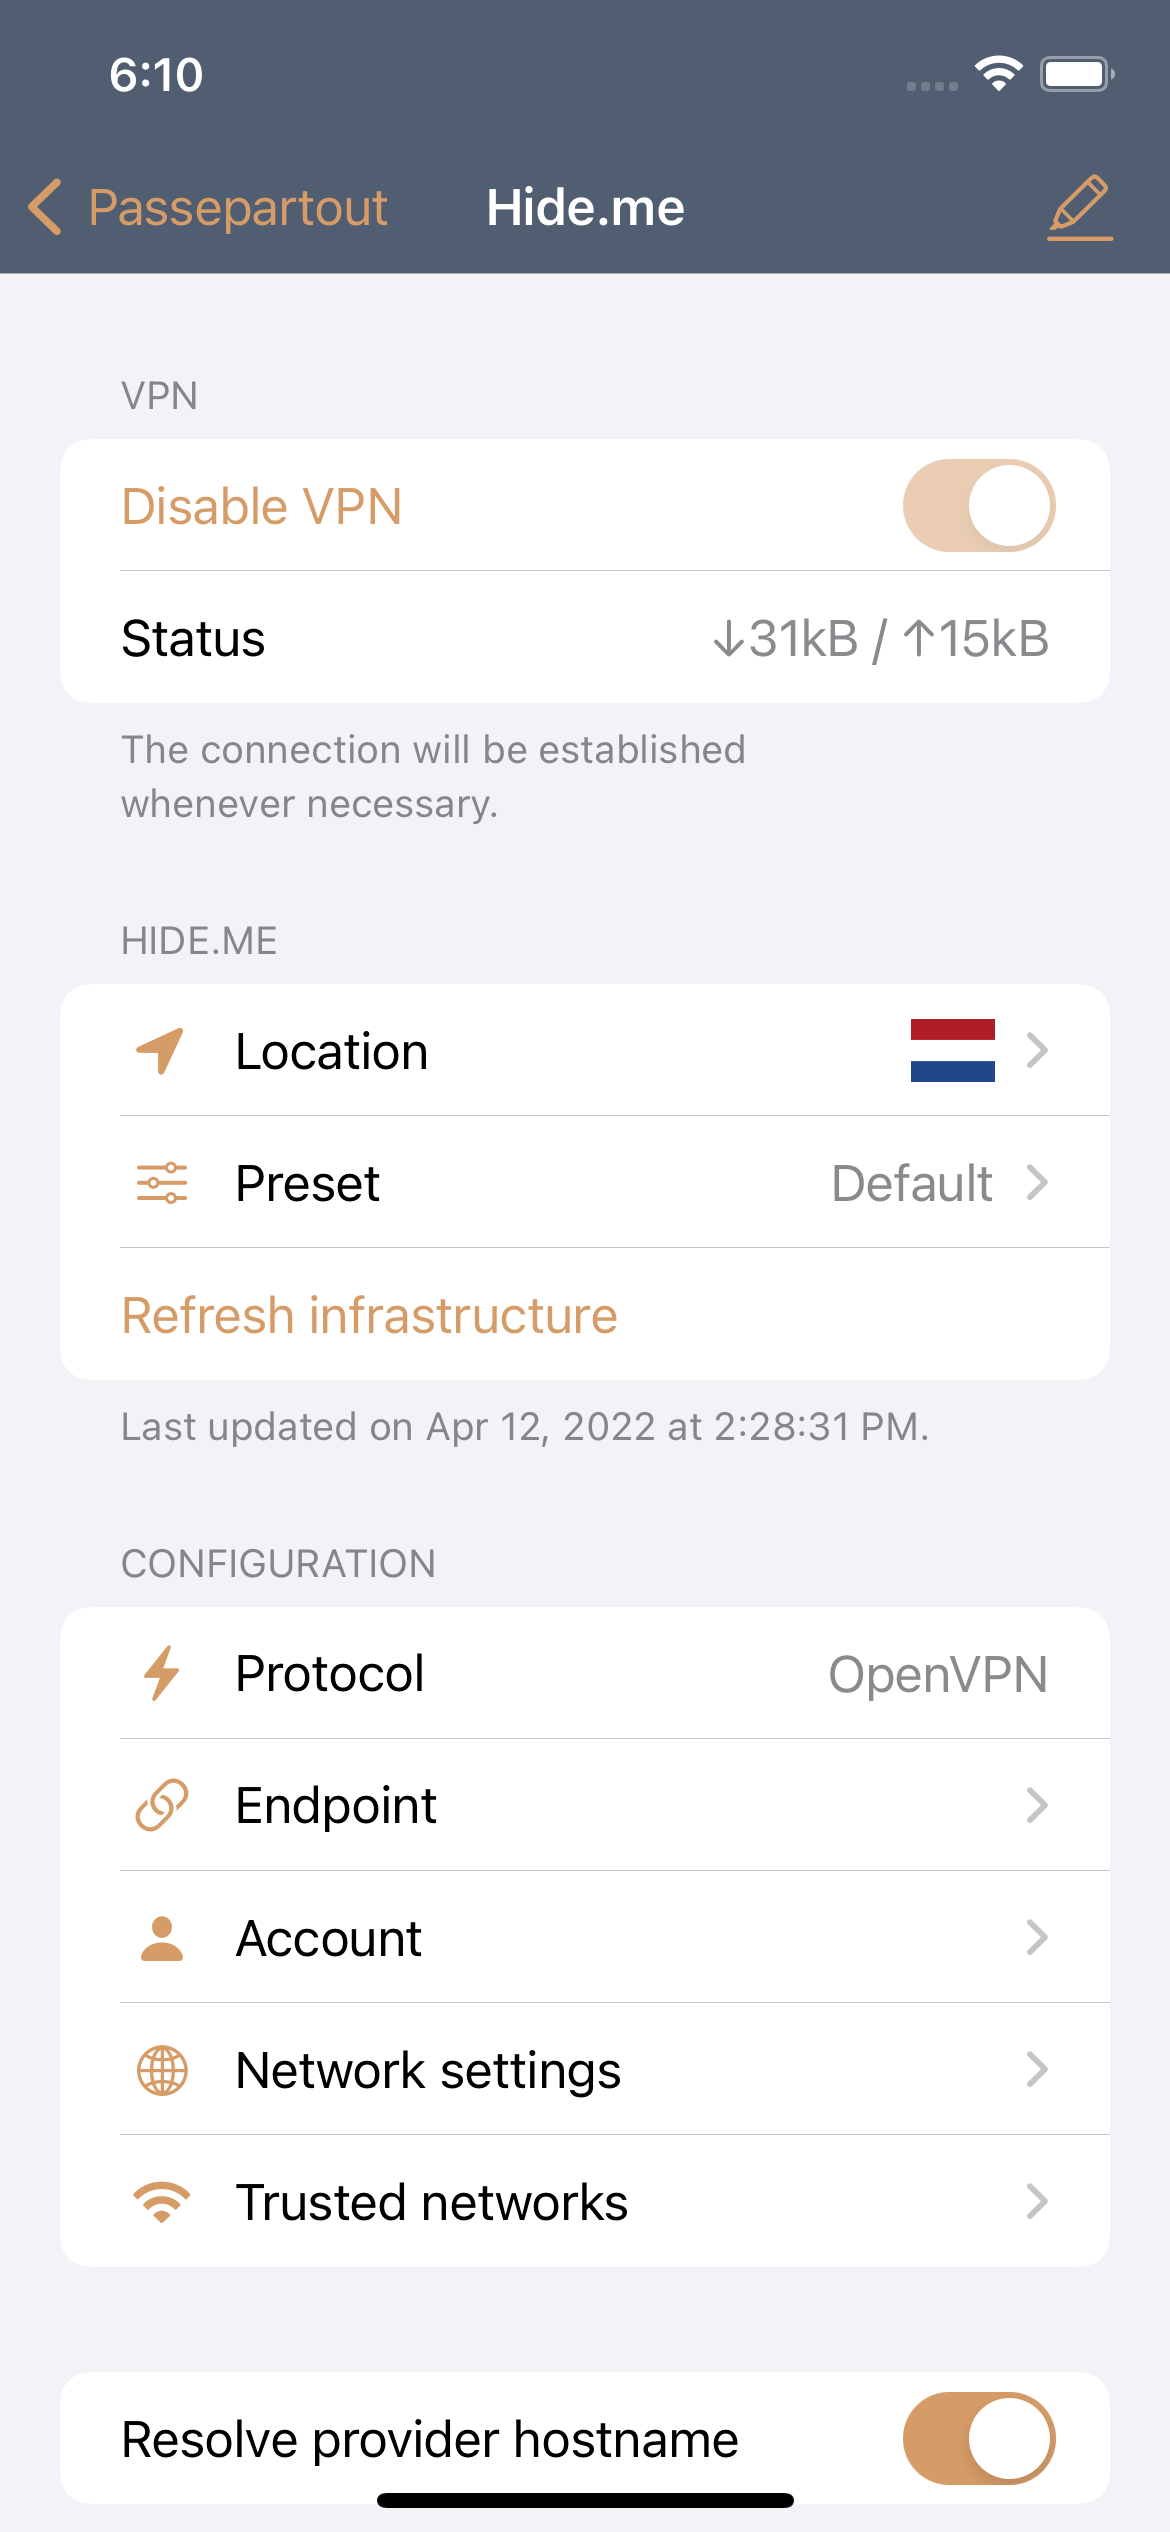 6:10
Passepartout
Hide.me
VPN
Disable VPN
Status
↓31kB / ↑15kB
The connection will be established
whenever necessary.
HIDE.ME
Location
Preset
Default
Refresh infrastructure
Last updated on Apr 12, 2022 at 2:28:31 PM.
CONFIGURATION
Protocol
OpenVPN
Endpoint
Account
Network settings
Trusted networks
Resolve provider hostname